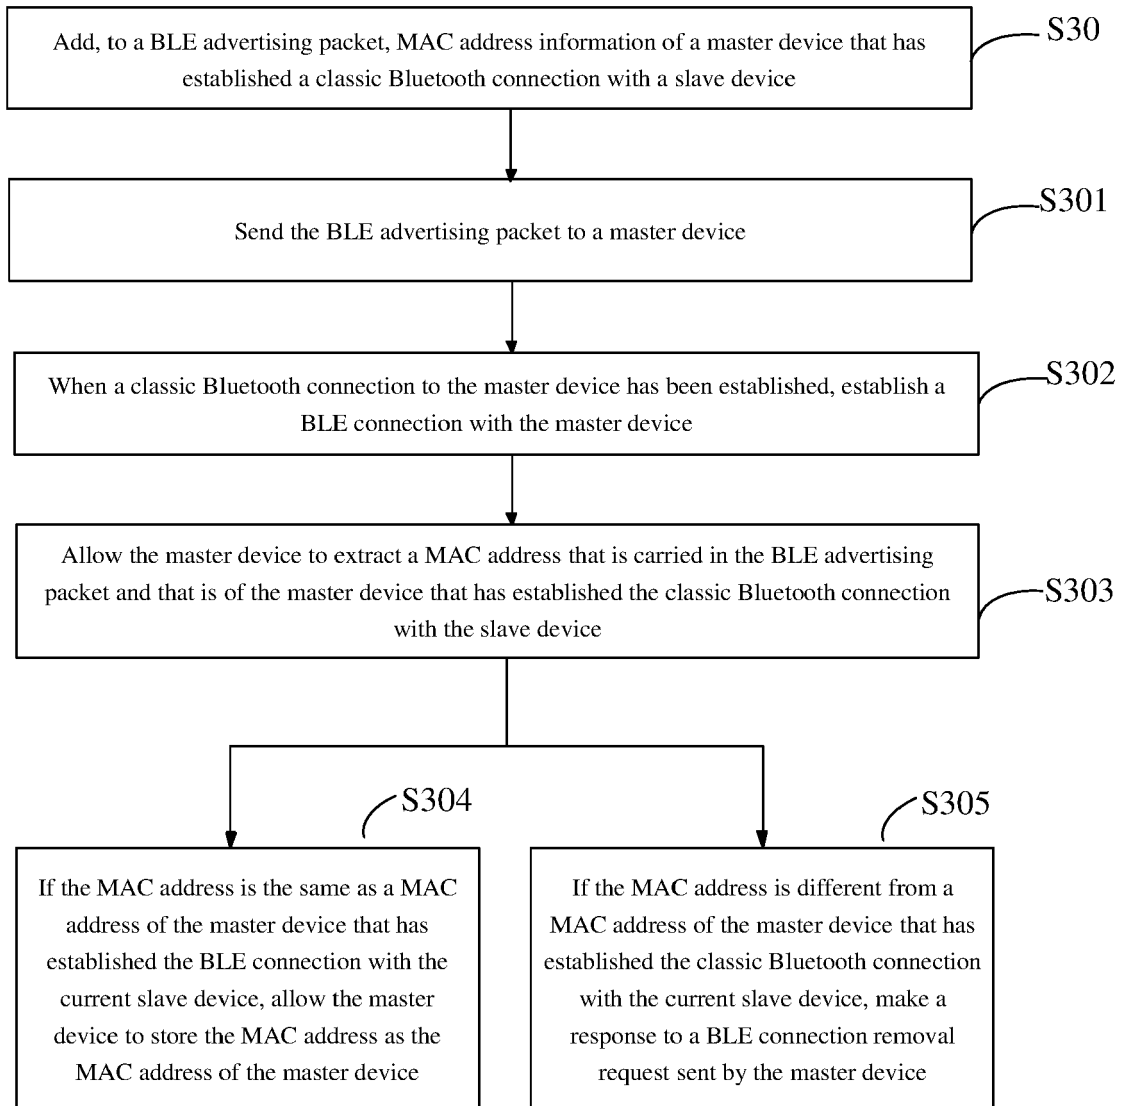 Add, to a BLE advertising packet, MAC address information of a master device that has
established a classic Bluetooth connection with a slave device
S30
Send the BLE advertising packet to a master device
S301
When a classic Bluetooth connection to the master device has been established, establish a
BLE connection with the master device
S302
Allow the master device to extract a MAC address that is carried in the BLE advertising
packet and that is of the master device that has established the classic Bluetooth connection
with the slave device
S303
S304
If the MAC address is the same as a MAC
address of the master device that has
established the BLE connection with the
current slave device, allow the master
device to store the MAC address as the
MAC address of the master device
S305
If the MAC address is different from a
MAC address of the master device that has
established the classic Bluetooth connection
with the current slave device, make a
response to a BLE connection removal
request sent by the master device